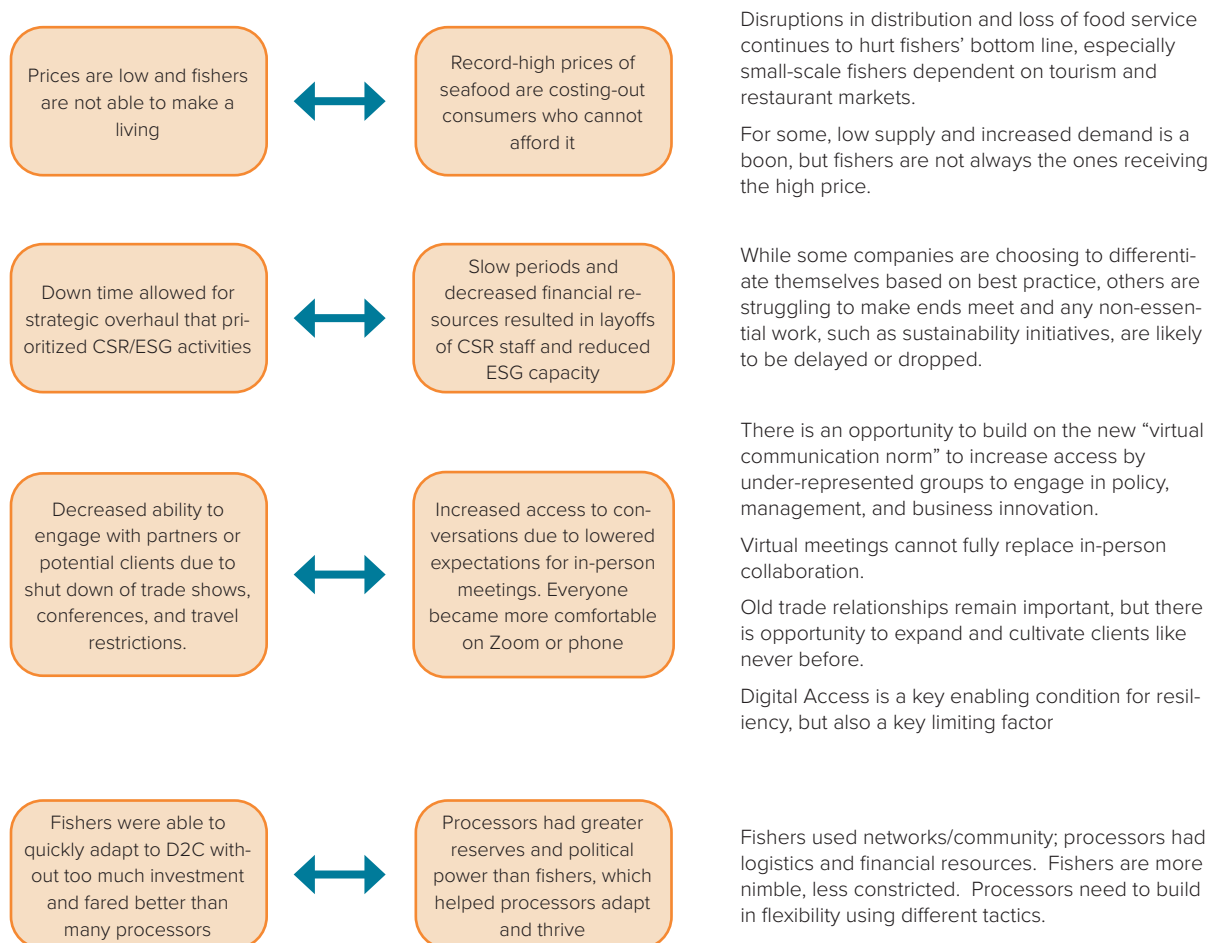 Prices are low and fishers
are not able to make a
living
Record-high prices of
seafood are costing-out
consumers who cannot
afford it
Disruptions in distribution and loss of food service
continues to hurt fishers’ bottom line, especially
small-scale fishers dependent on tourism and
restaurant markets.
For some, low supply and increased demand is a
boon, but fishers are not always the ones receiving
the high price.
Down time allowed for
strategic overhaul that pri-
oritized CSR/ESG activities
Slow periods and
decreased financial re-
sources resulted in layoffs
of CSR staff and reduced
ESG capacity
While some companies are choosing to differenti-
ate themselves based on best practice, others are
struggling to make ends meet and any non-essen-
tial work, such as sustainability initiatives, are likely
to be delayed or dropped.
Decreased ability to
engage with partners or
potential clients due to
shut down of trade shows,
conferences, and travel
restrictions.
Increased access to con-
versations due to lowered
expectations for in-person
meetings. Everyone
became more comfortable
on Zoom or phone
There is an opportunity to build on the new “virtual
communication norm” to increase access by
under-represented groups to engage in policy,
management, and business innovation.
Virtual meetings cannot fully replace in-person
collaboration.
Old trade relationships remain important, but there
is opportunity to expand and cultivate clients like
never before.
Digital Access is a key enabling condition for resil-
iency, but also a key limiting factor
Fishers were able to
quickly adapt to D2C with-
out too much investment
and fared better than
many processors
Processors had greater
reserves and political
power than fishers, which
helped processors adapt
and thrive
Fishers used networks/community; processors had
logistics and financial resources.  Fishers are more
nimble, less constricted.  Processors need to build
in flexibility using different tactics.